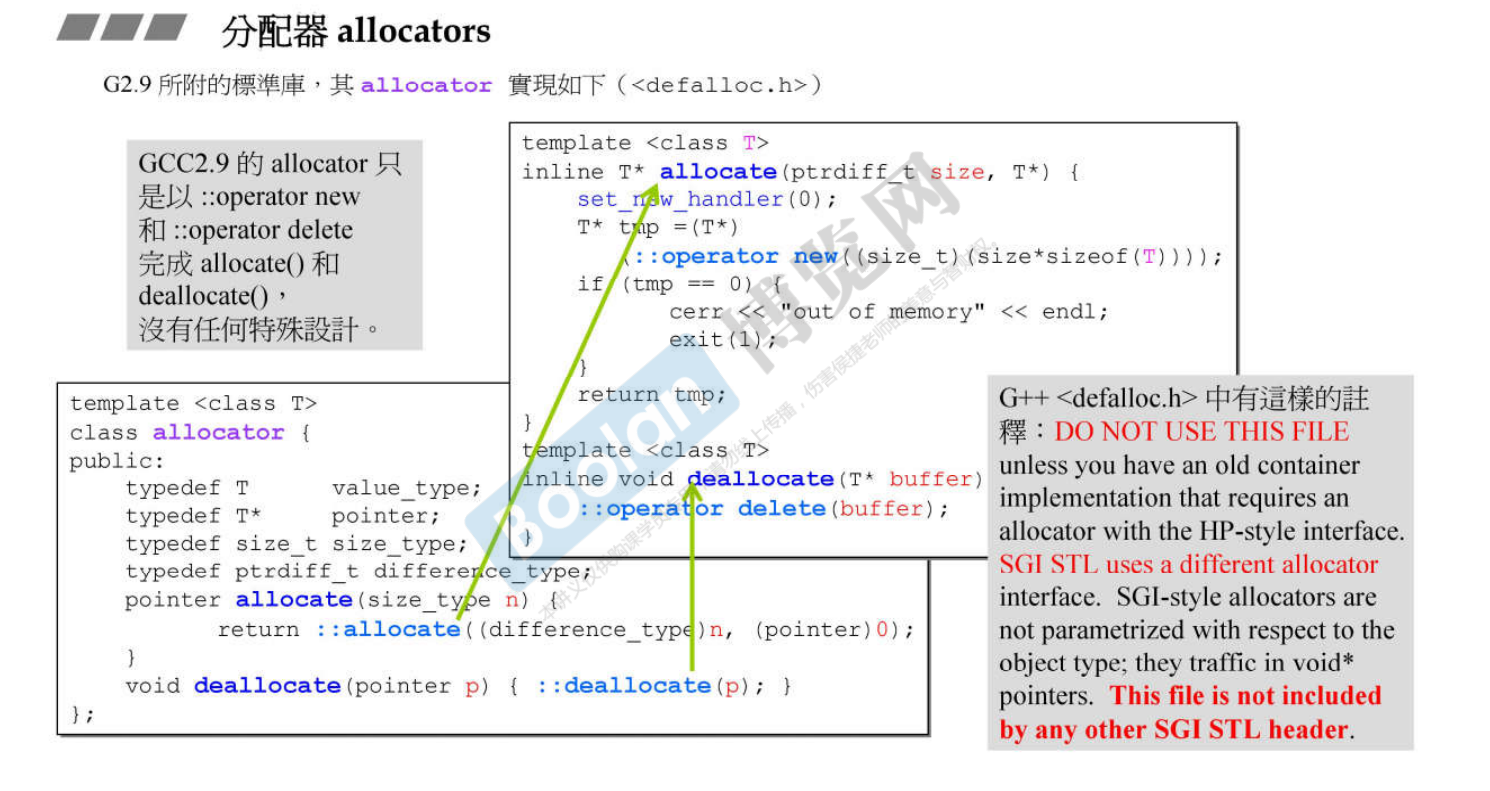 分配器 allocators
G2.9 所附的標準庫，其 allocator 實現如下（<defalloc.h>）
GCC2.9 的 allocator 只
是以 ::operator new
和 ::operator delete
完成 allocate() 和
deallocate()，
沒有任何特殊設計。
template <class T>
inline T* allocate(ptrdiff_t size, T*) {
set_new_handler(0);
T* tmp =(T*)
(::operator new((size_t)(size*sizeof(T))));
if (tmp == 0) {
cerr << "out of memory" << endl;
exit(1);
}
return tmp;
}
template <class T>
inline void deallocate(T* buffer)
::operator delete(buffer);
}
template <class T>
class allocator {
public:
typedef T value_type;
typedef T* pointer;
typedef size_t size_type;
typedef ptrdiff_t difference_type;
pointer allocate(size_type n) {
return ::allocate((difference_type)n, (pointer)0);
}
void deallocate(pointer p) { ::deallocate(p); }
};
G++ <defalloc.h> 中有這樣的註
釋：DO NOT USE THIS FILE
unless you have an old container
implementation that requires an
allocator with the HP-style interface.
SGI STL uses a different allocator
interface. SGI-style allocators are
not parametrized with respect to the
object type; they traffic in void*
pointers. This file is not included
by any other SGI STL header.
Boolan 博览网